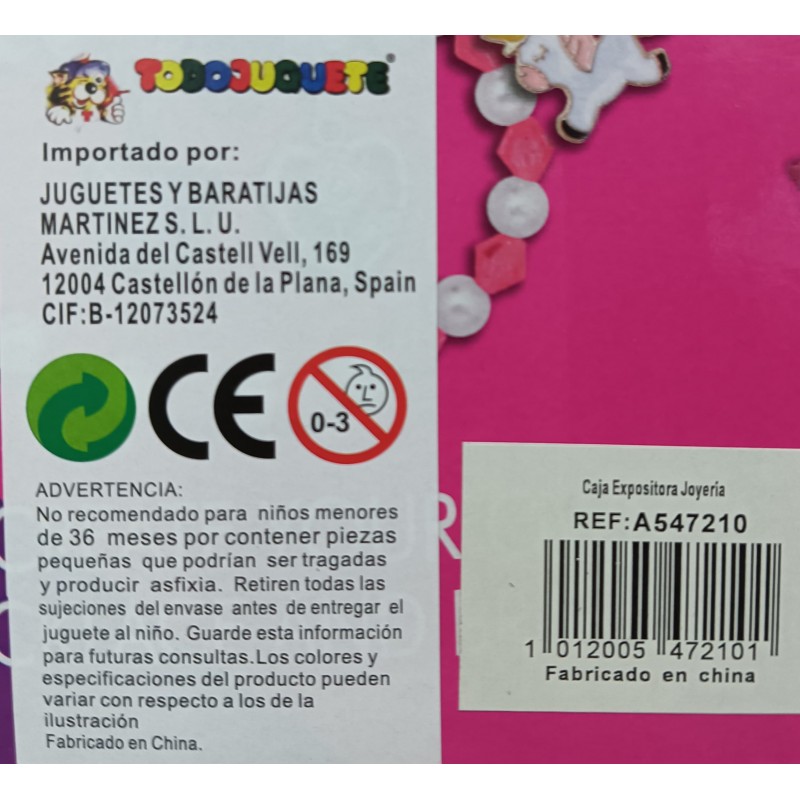 TODOJUQUETE®
Importado por:
JUGUETES Y BARATIJAS
MARTINEZ S. L. U.
Avenida del Castell Vell, 169
12004 Castellón de la Plana, Spain
CIF:B-12073524
CE
0-3
ADVERTENCIA:
No recomendado para niños menores
de 36 meses por contener piezas
pequeñas que podrían ser tragadas
y producir asfixia. Retiren todas las
sujeciones del envase antes de entregar el
juguete al niño. Guarde esta información
para futuras consultas.Los colores y
especificaciones del producto pueden
variar con respecto a los de la
ilustración
Fabricado en China.
Caja Expositora Joyeria
REF:A547210
1 012005 472101
Fabricado en china